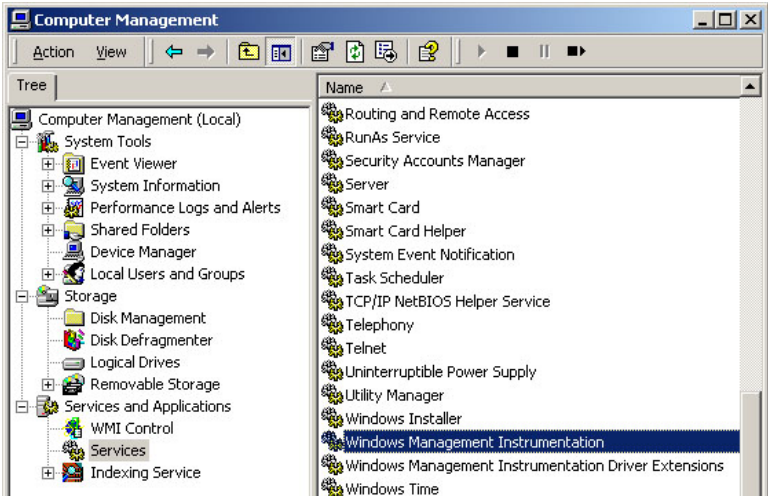 Computer Management
Action View
Tree
Computer Management (Local)
System Tools
Event Viewer
System Information
Performance Logs and Alerts
Shared Folders
Device Manager
Local Users and Groups
Storage
Disk Management
Disk Defragmenter
Logical Drives
Removable Storage
Services and Applications
WMI Control
Services
Indexing Service
Name
Routing and Remote Access
RunAs Service
Security Accounts Manager
Server
Smart Card
Smart Card Helper
System Event Notification
Task Scheduler
TCP/IP NetBIOS Helper Service
Telephony
Telnet
Uninterruptible Power Supply
Utility Manager
Windows Installer
Windows Management Instrumentation
Windows Management Instrumentation Driver Extensions
Windows Time